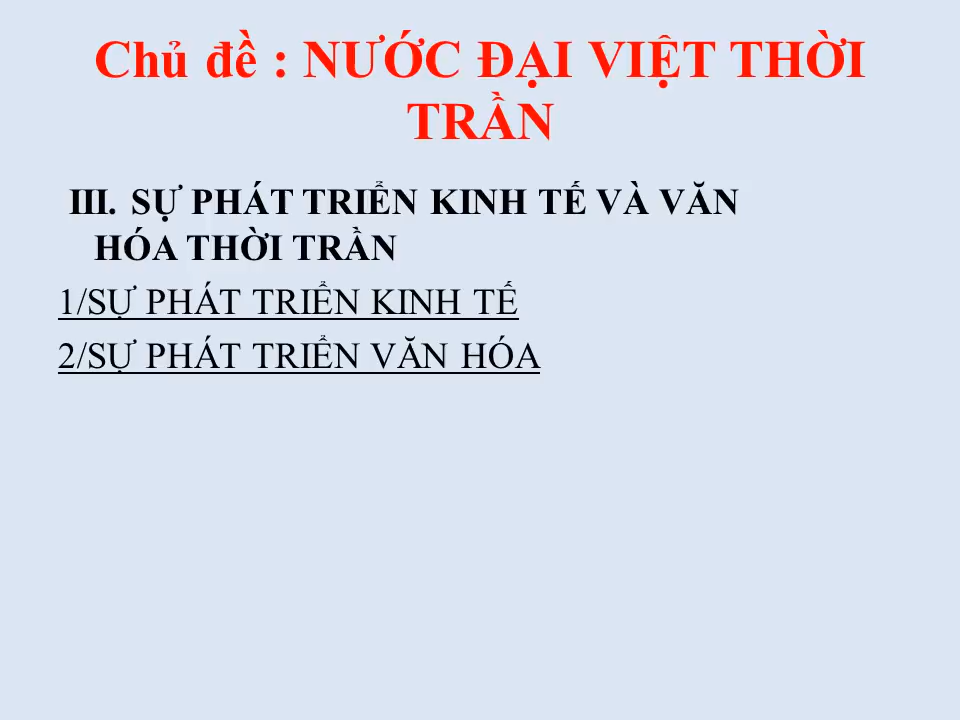 Chủ đề : NƯỚC ĐẠI VIỆT THỜI
TRẦN
III. SỰ PHÁT TRIỂN KINH TẾ VÀ VĂN
HÓA THỜI TRẦN
1/SỰ PHÁT TRIỂN KINH TẾ
2/SỰ PHÁT TRIỂN VĂN HÓA